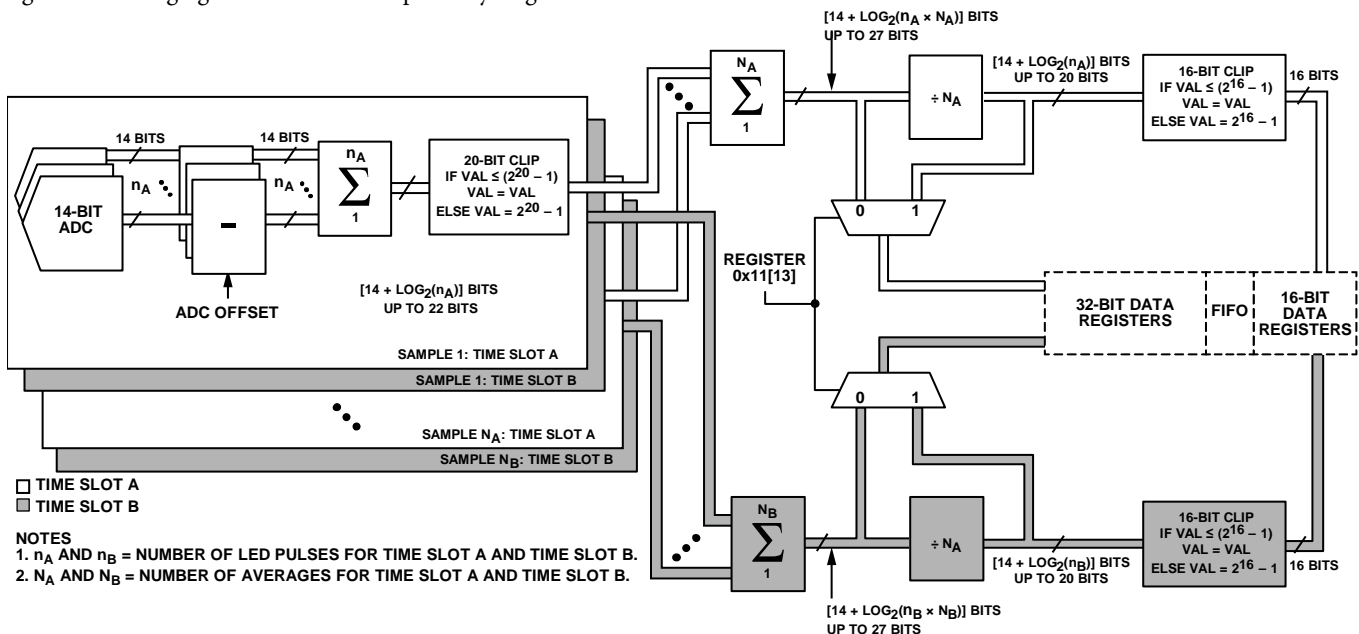 [14 + LOG2(nA × NA)] BITS
UP TO 27 BITS
NA
Σ
1
÷ NA
[14 + LOG2(nA)] BITS
UP TO 20 BITS
16-BIT CLIP
IF VAL ≤ (2^16 – 1)
VAL = VAL
ELSE VAL = 2^16 – 1
16 BITS
14 BITS
14 BITS
nA
nA
14-BIT
ADC
–
ADC OFFSET
nA
Σ
1
20-BIT CLIP
IF VAL ≤ (2^20 – 1)
VAL = VAL
ELSE VAL = 2^20 – 1
[14 + LOG2(nA)] BITS
UP TO 22 BITS
SAMPLE 1: TIME SLOT A
SAMPLE 1: TIME SLOT B
SAMPLE NA: TIME SLOT A
SAMPLE NB: TIME SLOT B
0 1
REGISTER
0x11[13]
32-BIT DATA
REGISTERS
FIFO
16-BIT
DATA
REGISTERS
0 1
TIME SLOT A
TIME SLOT B
NOTES
1. nA AND nB = NUMBER OF LED PULSES FOR TIME SLOT A AND TIME SLOT B.
2. NA AND NB = NUMBER OF AVERAGES FOR TIME SLOT A AND TIME SLOT B.
NB
Σ
1
÷ NA
[14 + LOG2(nB)] BITS
UP TO 20 BITS
16-BIT CLIP
IF VAL ≤ (2^16 – 1)
VAL = VAL
ELSE VAL = 2^16 – 1
16 BITS
[14 + LOG2(nB × NB)] BITS
UP TO 27 BITS